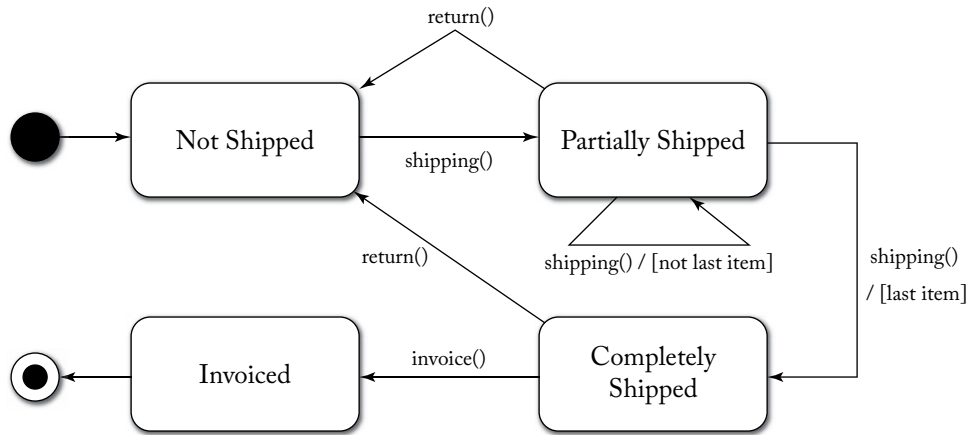 return()
Not Shipped
Partially Shipped
shipping()
return()
shipping() / [not last item]
shipping()
/ [last item]
Invoiced
invoice()
Completely
Shipped